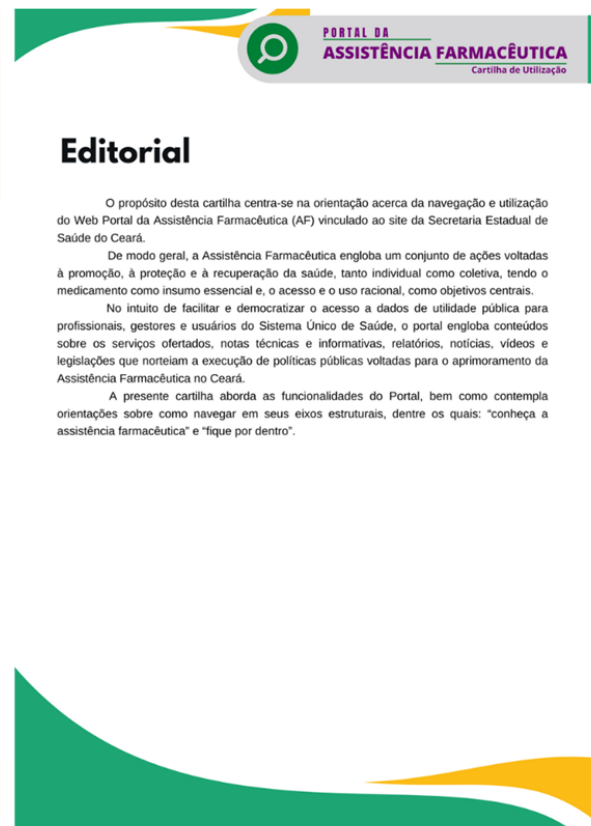 PORTAL DA
ASSISTÊNCIA FARMACÊUTICA
Cartilha de Utilização
Editorial
O propósito desta cartilha centra-se na orientação acerca da navegação e utilização
do Web Portal da Assistência Farmacêutica (AF) vinculado ao site da Secretaria Estadual de
Saúde do Ceará.
De modo geral, a Assistência Farmacêutica engloba um conjunto de ações voltadas
à promoção, à proteção e à recuperação da saúde, tanto individual como coletiva, tendo o
medicamento como insumo essencial e, o acesso e o uso racional, como objetivos centrais.
No intuito de facilitar e democratizar o acesso a dados de utilidade pública para
profissionais, gestores e usuários do Sistema Único de Saúde, o portal engloba conteúdos
sobre os serviços ofertados, notas técnicas e informativas, relatórios, notícias, vídeos e
legislações que norteiam a execução de políticas públicas voltadas para o aprimoramento da
Assistência Farmacêutica no Ceará.
A presente cartilha aborda as funcionalidades do Portal, bem como contempla
orientações sobre como navegar em seus eixos estruturais, dentre os quais: “conheça a
assistência farmacêutica” e “fique por dentro”.